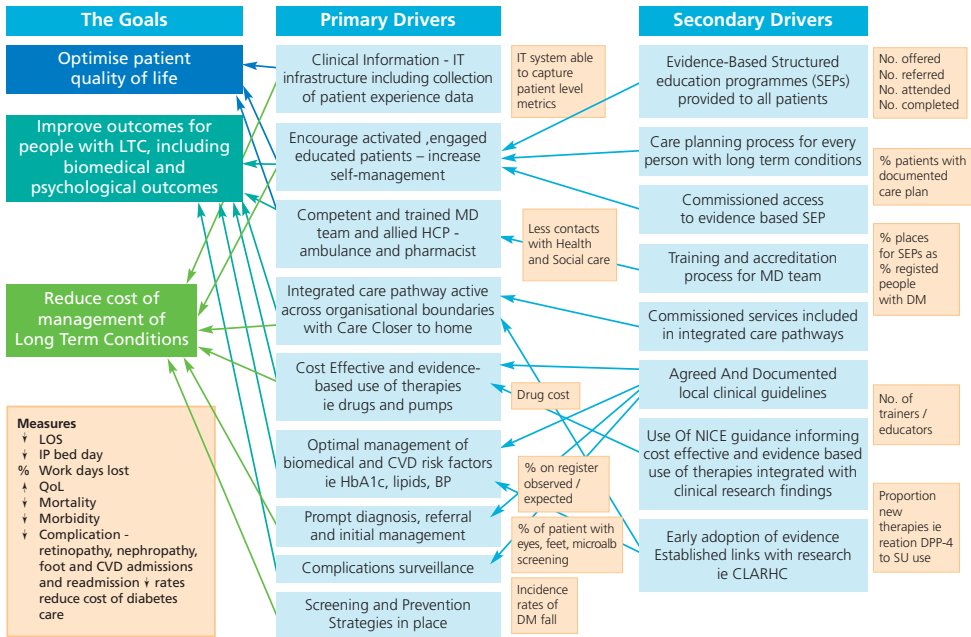 The Goals
Optimise patient
quality of life
Improve outcomes for
people with LTC, including
biomedical and
psychological outcomes
Reduce cost of
management of
Long Term Conditions
Measures
LOS
IP bed day
% Work days lost
QoL
Mortality
Morbidity
Complication -
retinopathy, nephropathy,
foot and CVD admissions
and readmission rates
reduce cost of diabetes
care
Primary Drivers
Clinical Information - IT
infrastructure including collection
of patient experience data
Encourage activated ,engaged
educated patients – increase
self-management
Competent and trained MD
team and allied HCP -
ambulance and pharmacist
Integrated care pathway active
across organisational boundaries
with Care Closer to home
Cost Effective and evidence-
based use of therapies
ie drugs and pumps
Optimal management of
biomedical and CVD risk factors
ie HbA1c, lipids, BP
Prompt diagnosis, referral
and initial management
Complications surveillance
Screening and Prevention
Strategies in place
IT system able
to capture
patient level
metrics
Less contacts
with Health
and Social care
Drug cost
% on register
observed /
expected
% of patient with
eyes, feet, microalb
screening
Incidence
rates of
DM fall
Secondary Drivers
Evidence-Based Structured
education programmes (SEPs)
provided to all patients
Care planning process for every
person with long term conditions
Commissioned access
to evidence based SEP
Training and accreditation
process for MD team
Commissioned services included
in integrated care pathways
Agreed And Documented
local clinical guidelines
Use Of NICE guidance informing
cost effective and evidence based
use of therapies integrated with
clinical research findings
Early adoption of evidence
Established links with research
ie CLARHC
No. offered
No. referred
No. attended
No. completed
% patients with
documented
care plan
% places
for SEPs as
% registed
people
with DM
No. of
trainers /
educators
Proportion
new
therapies ie
reation DPP-4
to SU use